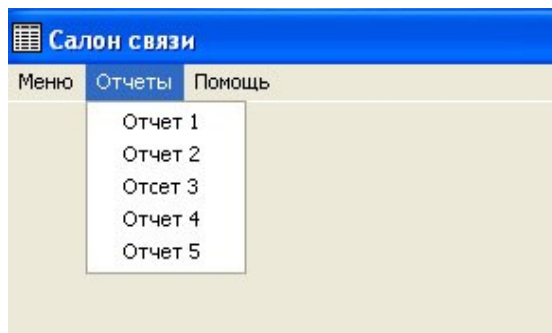 Салон связи
Меню Отчеты Помощь
Отчет 1
Отчет 2
Отсет 3
Отчет 4
Отчет 5